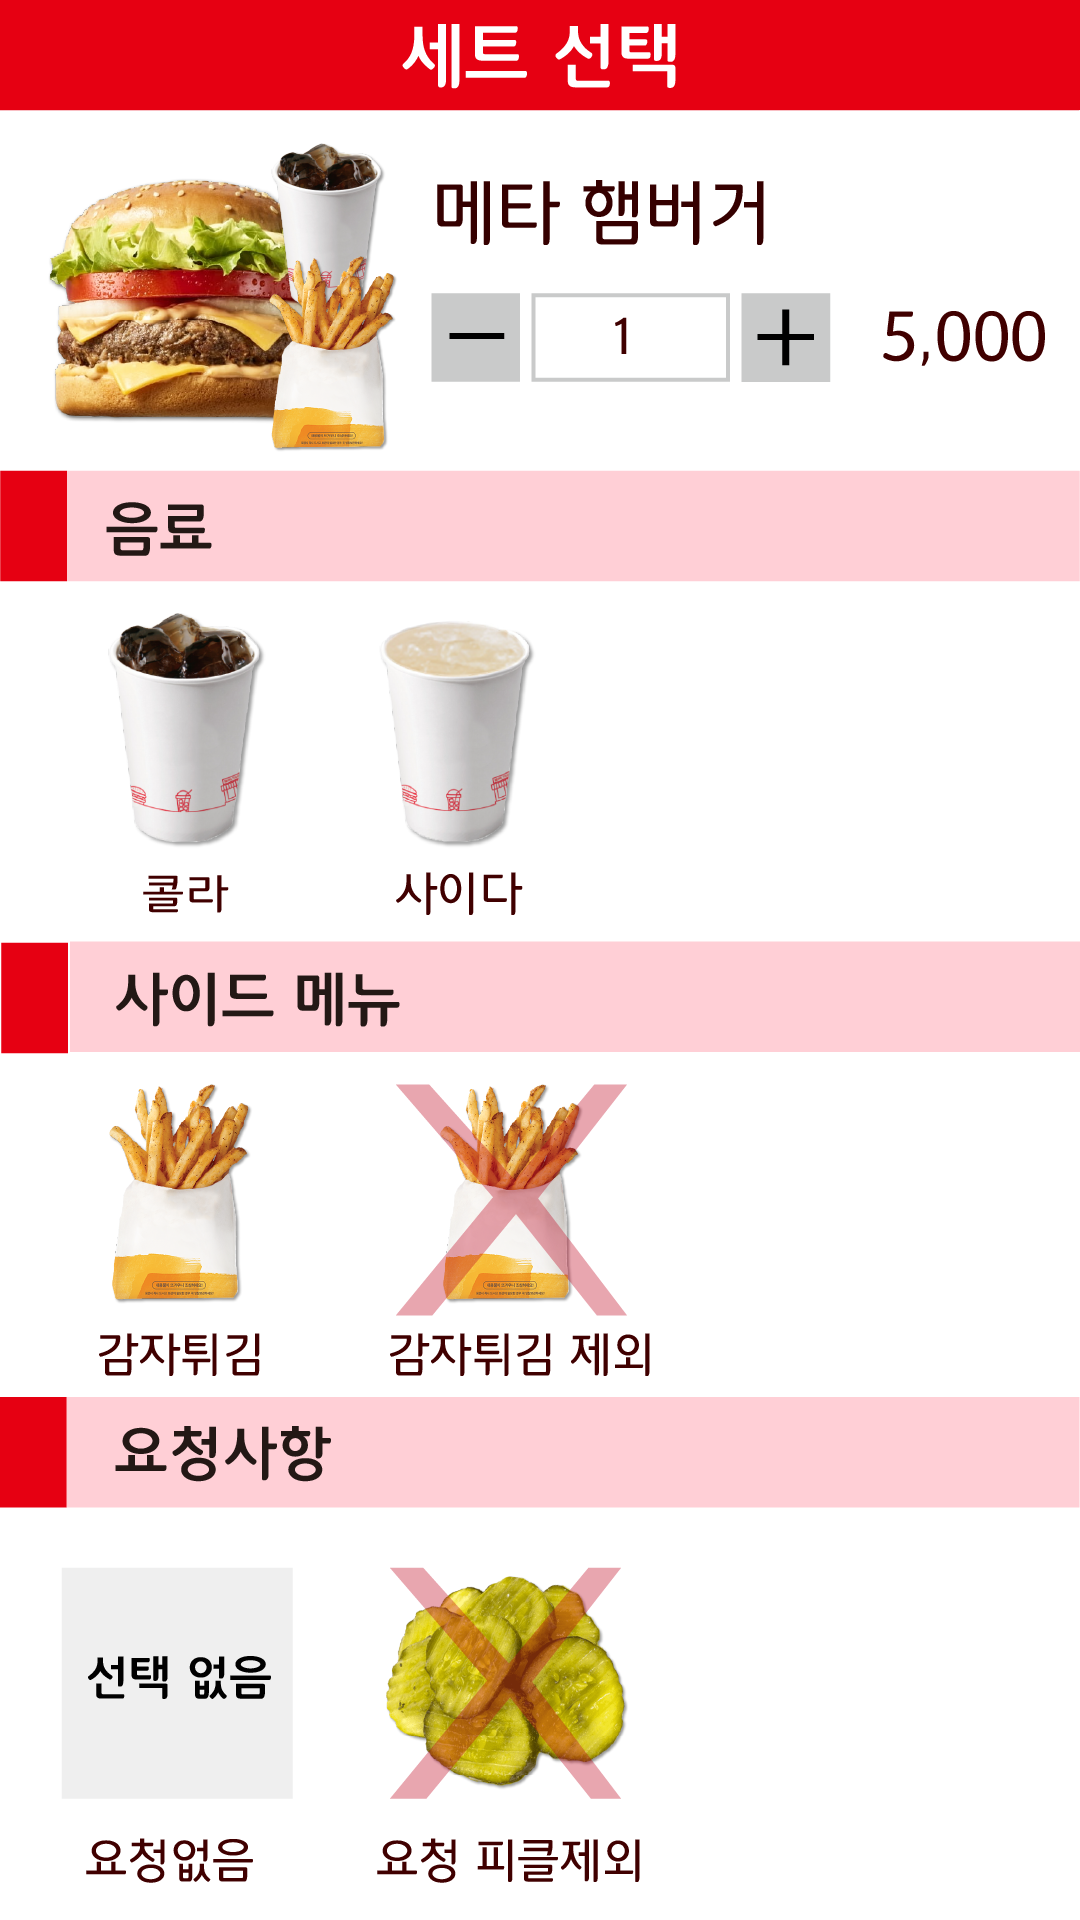 세트 선택
메타 햄버거
— 1 + 5,000
음료
콜라 사이다
사이드 메뉴
감자튀김 감자튀김 제외
요청사항
선택 없음
요청없음 요청 피클제외